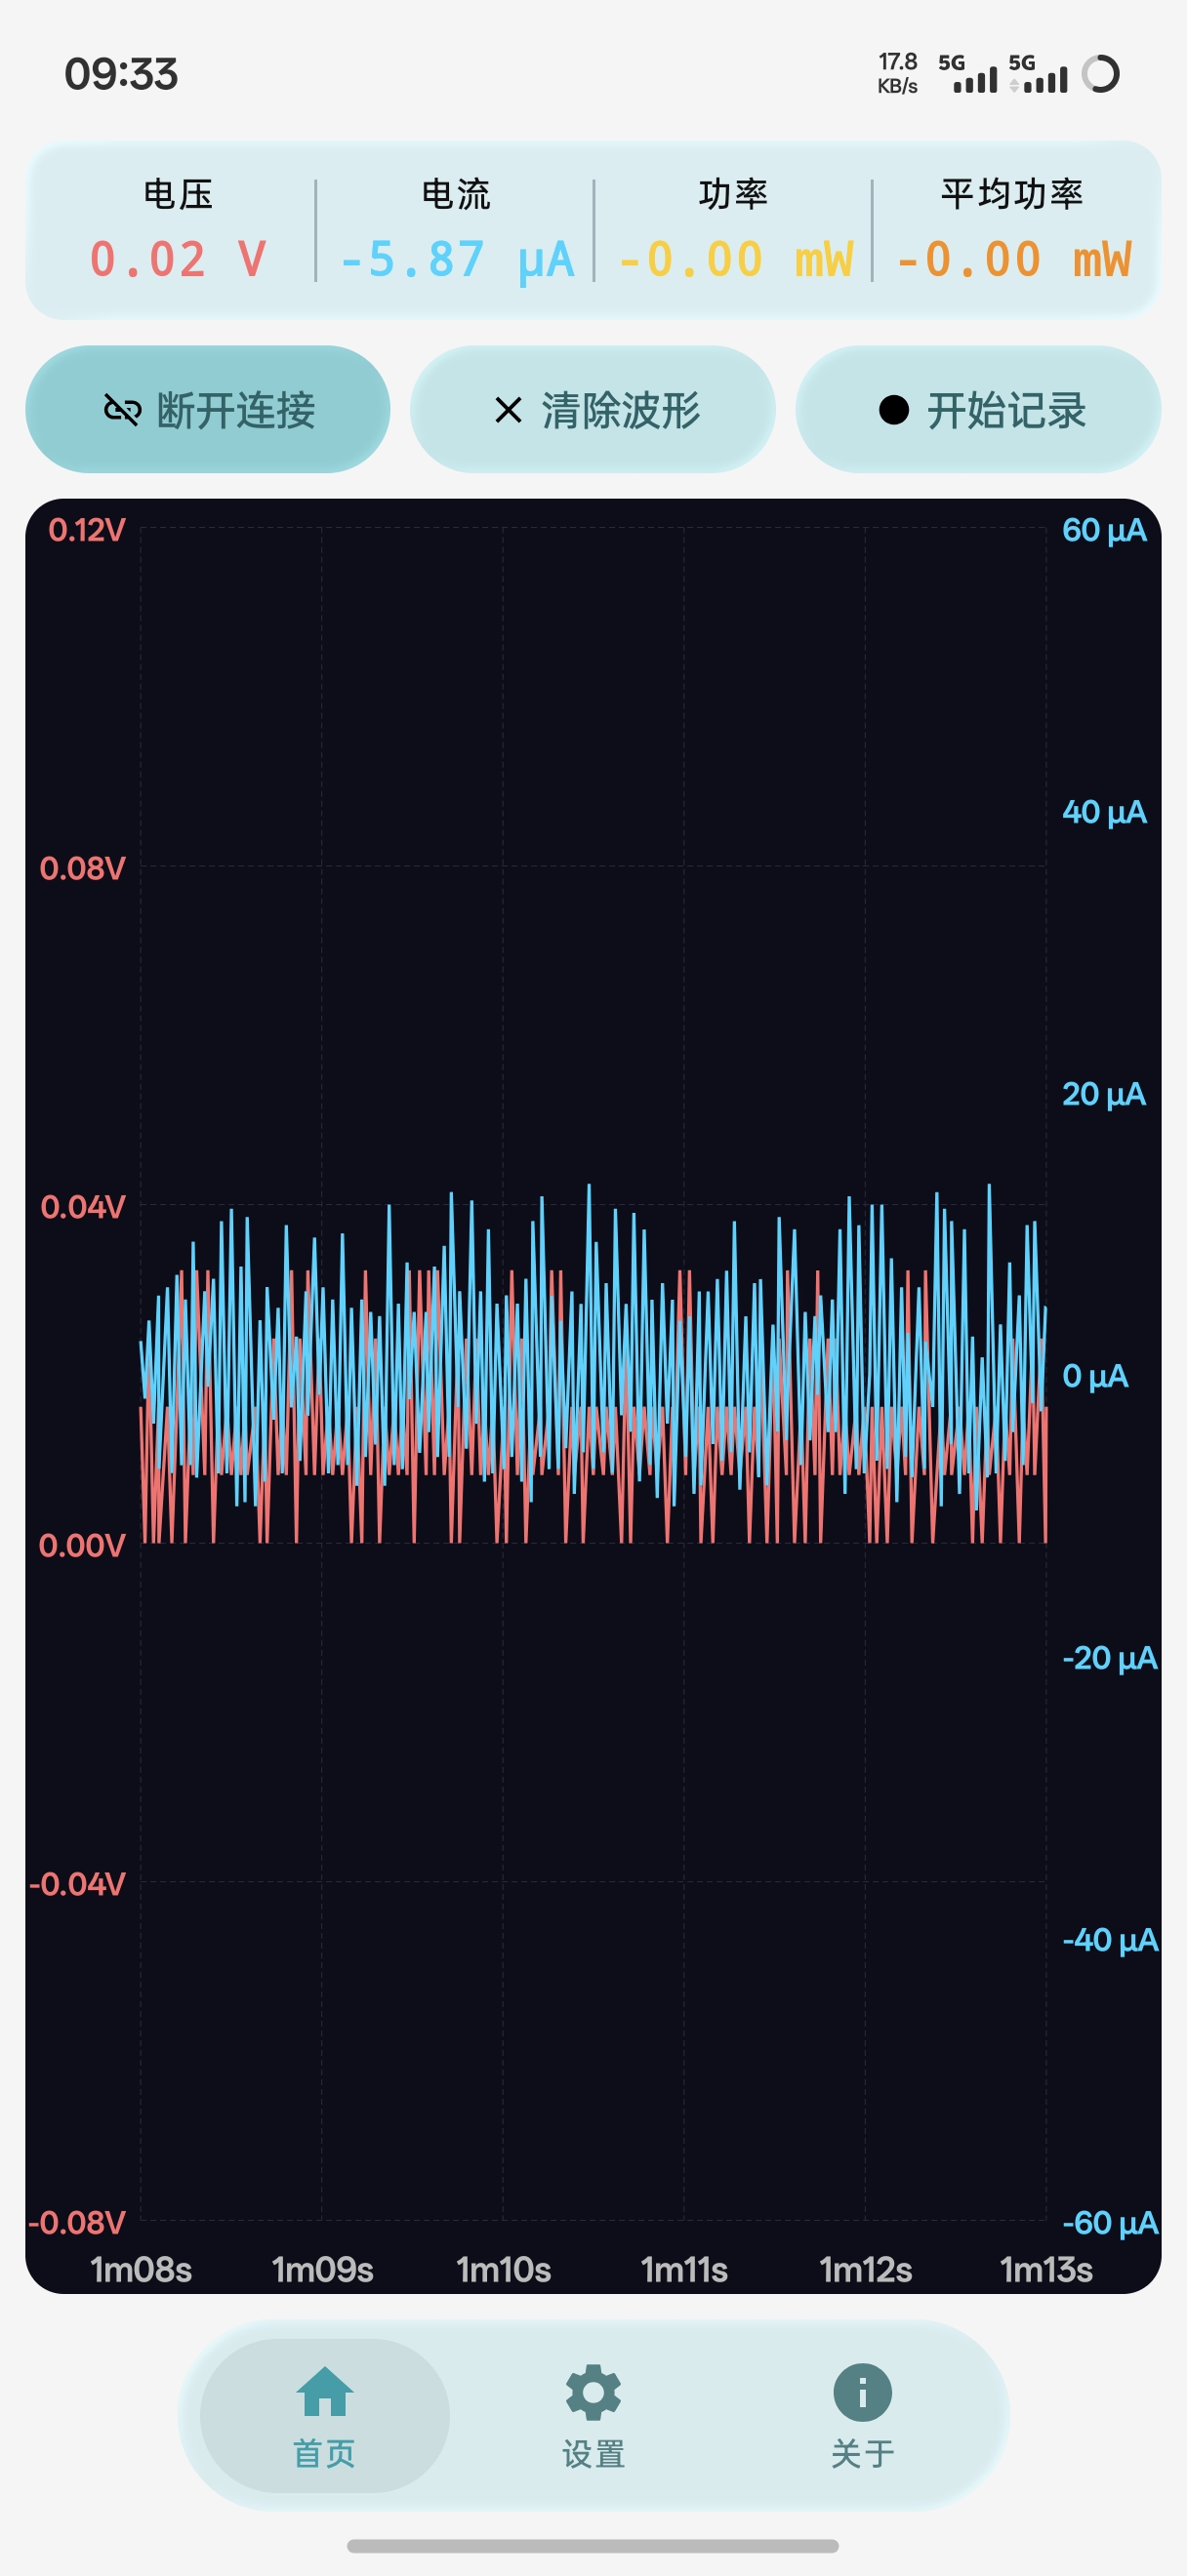 09:33
17.8 KB/s 5G 5G
电压 电流 功率 平均功率
0.02 V -5.87 µA -0.00 mW -0.00 mW
断开连接 清除波形 开始记录
0.12V 60 µA
40 µA
0.08V
20 µA
0.04V
0 µA
0.00V
-20 µA
-0.04V
-40 µA
-0.08V -60 µA
1m08s 1m09s 1m10s 1m11s 1m12s 1m13s
首页 设置 关于